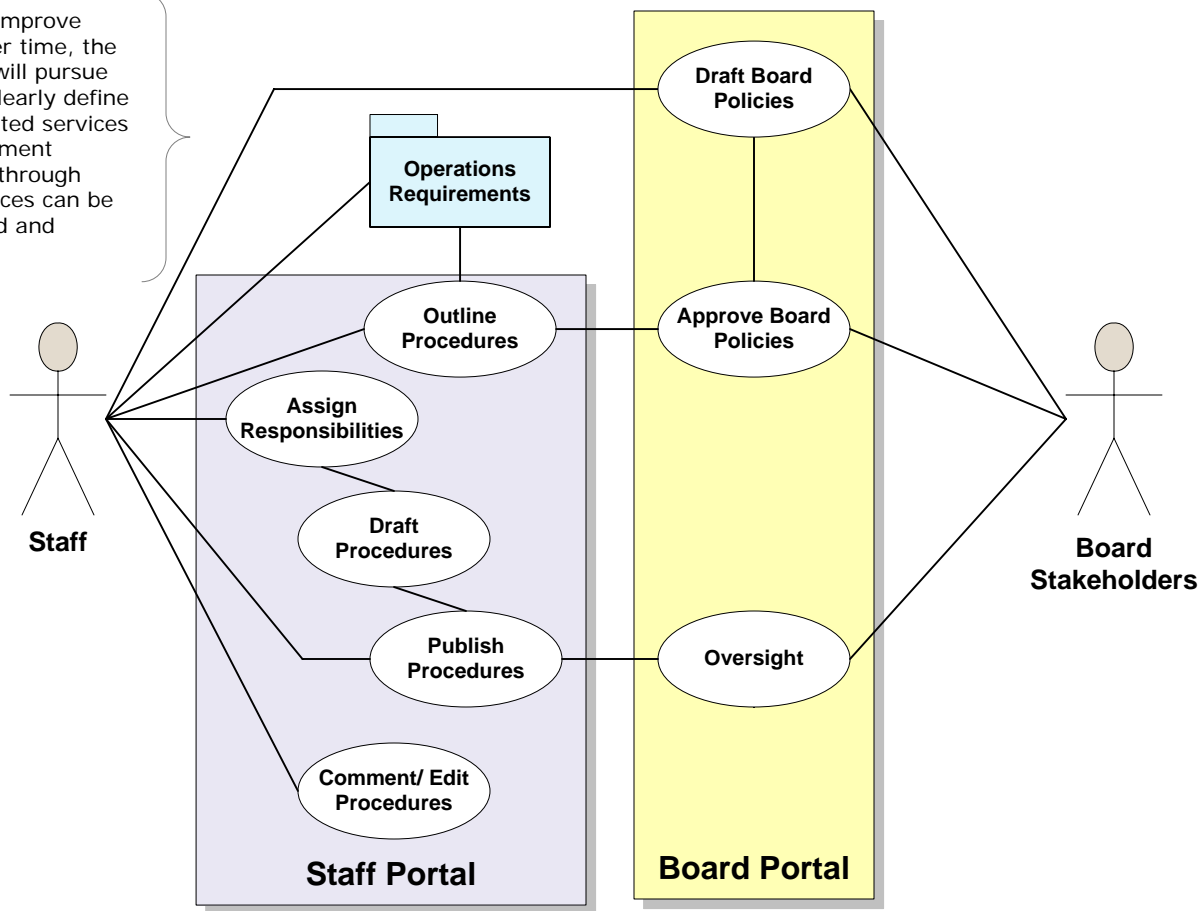 mprove
er time, the
will pursue
learly define
ted services
ment
through
ces can be
d and
Draft Board
Policies
Operations
Requirements
Outline
Procedures
Approve Board
Policies
Assign
Responsibilities
Draft
Procedures
Staff
Board
Stakeholders
Publish
Procedures
Oversight
Comment/ Edit
Procedures
Staff Portal
Board Portal